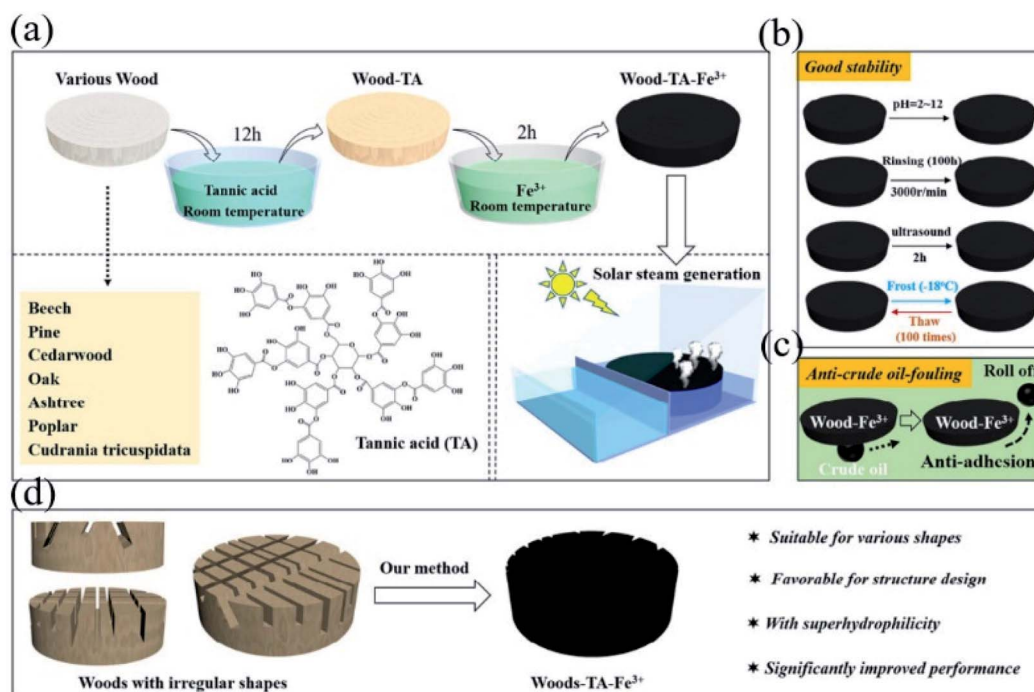 (a)
Various Wood
Wood-TA
Wood-TA-Fe³⁺
12h
2h
Tannic acid
Room temperature
Fe³⁺
Room temperature
Beech
Pine
Cedarwood
Oak
Ashtree
Poplar
Cudrania tricuspidata
Tannic acid (TA)
Solar steam generation
(b)
Good stability
pH=2~12
Rinsing (100h)
3000r/min
ultrasound
2h
Frost (-18°C)
Thaw
(100 times)
(c)
Anti-crude oil-fouling
Roll off
Wood-Fe³⁺
Wood-Fe³⁺
Crude oil
Anti-adhesion
(d)
Our method
Woods with irregular shapes
Woods-TA-Fe³⁺
✶ Suitable for various shapes
✶ Favorable for structure design
✶ With superhydrophilicity
✶ Significantly improved performance